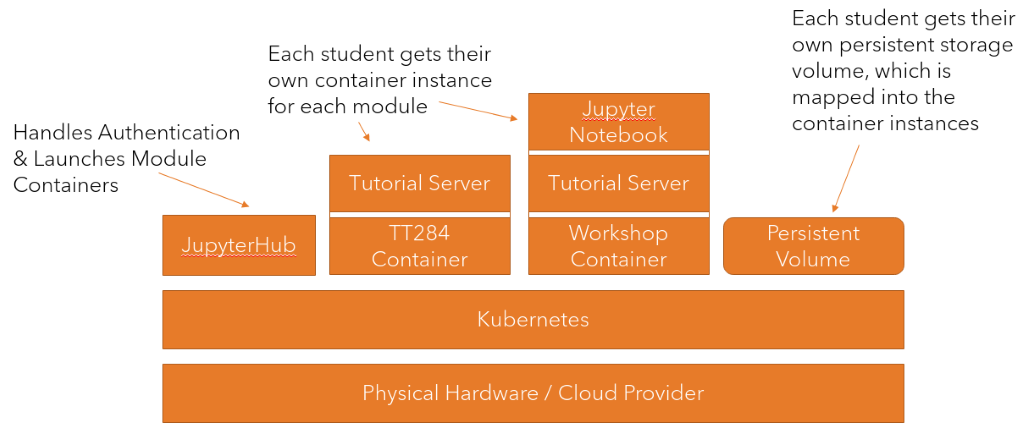 Each student gets their
own persistent storage
volume, which is
mapped into the
container instances
Each student gets their
own container instance
for each module
Handles Authentication
& Launches Module
Containers
Jupyter
Notebook
Tutorial Server
Tutorial Server
JupyterHub
TT284
Container
Workshop
Container
Persistent
Volume
Kubernetes
Physical Hardware / Cloud Provider